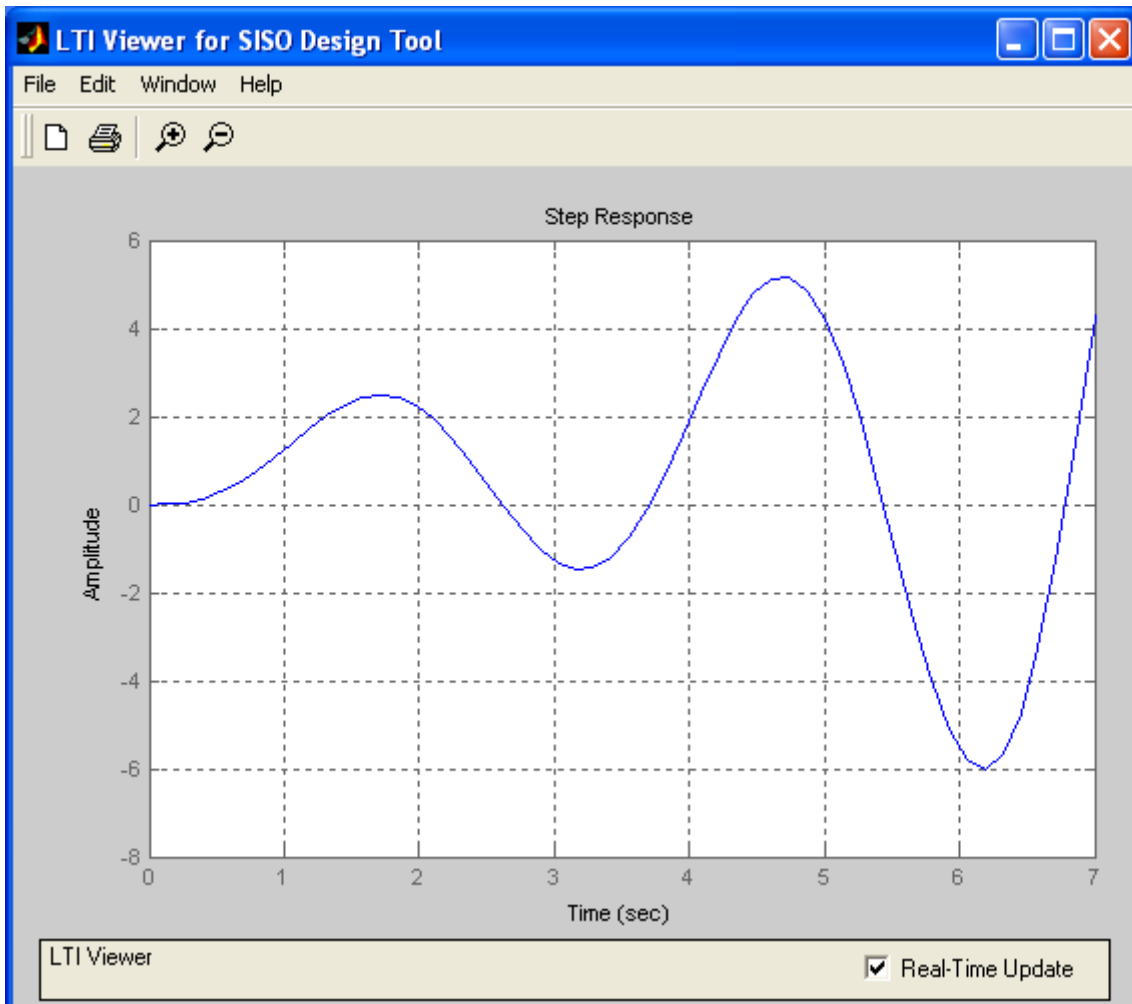 LTI Viewer for SISO Design Tool
File Edit Window Help
Step Response
6
4
2
0
-2
-4
-6
-8
Amplitude
0 1 2 3 4 5 6 7
Time (sec)
LTI Viewer
Real-Time Update